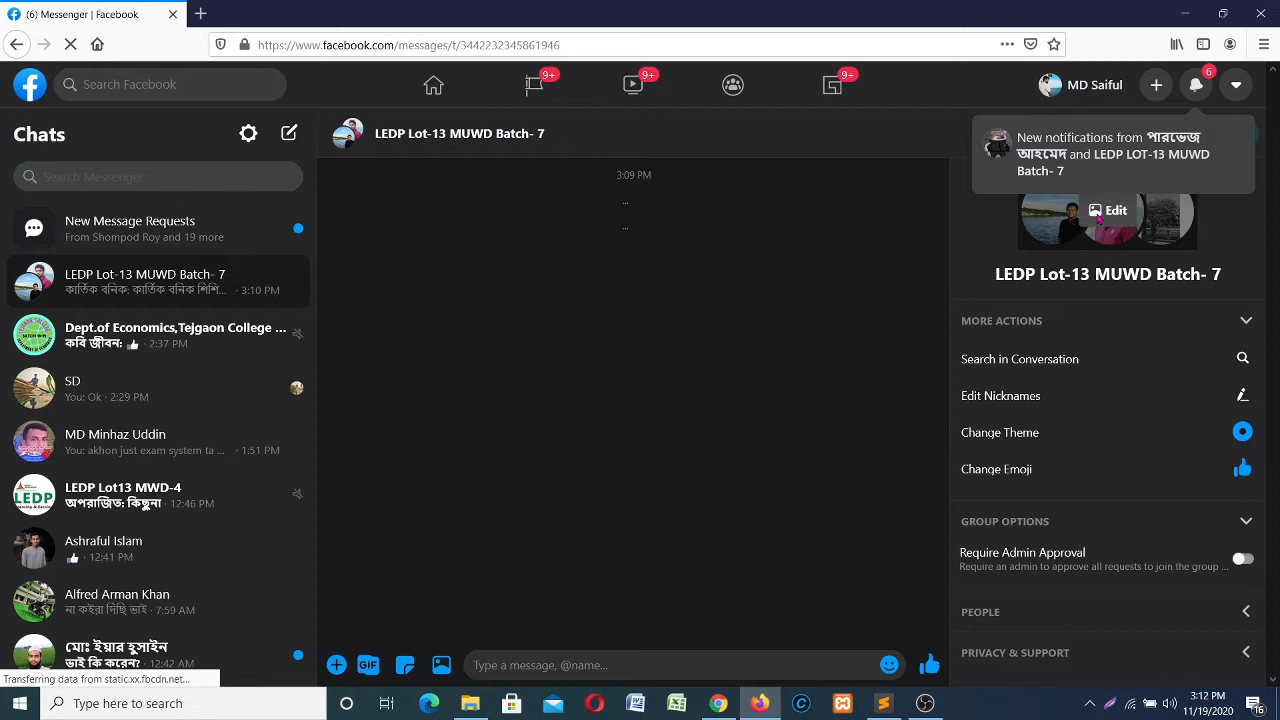 (6) Messenger | Facebook
https://www.facebook.com/messages/t/3442232345861946
Search Facebook
9+
9+
9+
MD Saiful
6
Chats
LEDP Lot-13 MUWD Batch- 7
New notifications from পারভেজ
আহমেদ and LEDP LOT-13 MUWD
Batch- 7
Search Messenger
3:09 PM
...
...
New Message Requests
From Shompod Roy and 19 more
Edit
LEDP Lot-13 MUWD Batch- 7
কার্তিক বনিক: কার্তিক বনিক শিশি... · 3:10 PM
LEDP Lot-13 MUWD Batch- 7
MORE ACTIONS
Dept.of Economics,Tejgaon College ...
কবি জীবন: 👍 · 2:37 PM
Search in Conversation
SD
You: Ok · 2:29 PM
Edit Nicknames
Change Theme
MD Minhaz Uddin
You: akhon just exam system ta ... · 1:51 PM
Change Emoji
LEDP
LEDP Lot13 MWD-4
অপরাজিত: কিছুনা · 12:46 PM
GROUP OPTIONS
Ashraful Islam
👍 · 12:41 PM
Require Admin Approval
Require an admin to approve all requests to join the group ...
Alfred Arman Khan
না কইরা দিছি ভাই · 7:59 AM
PEOPLE
মোঃ ইয়ার হুসাইন
ভাই কি করেন? · 12:42 AM
PRIVACY & SUPPORT
GIF
Type a message, @name...
Transferring data from static.xx.fbcdn.net...
Type here to search
3:12 PM
11/19/2020
16